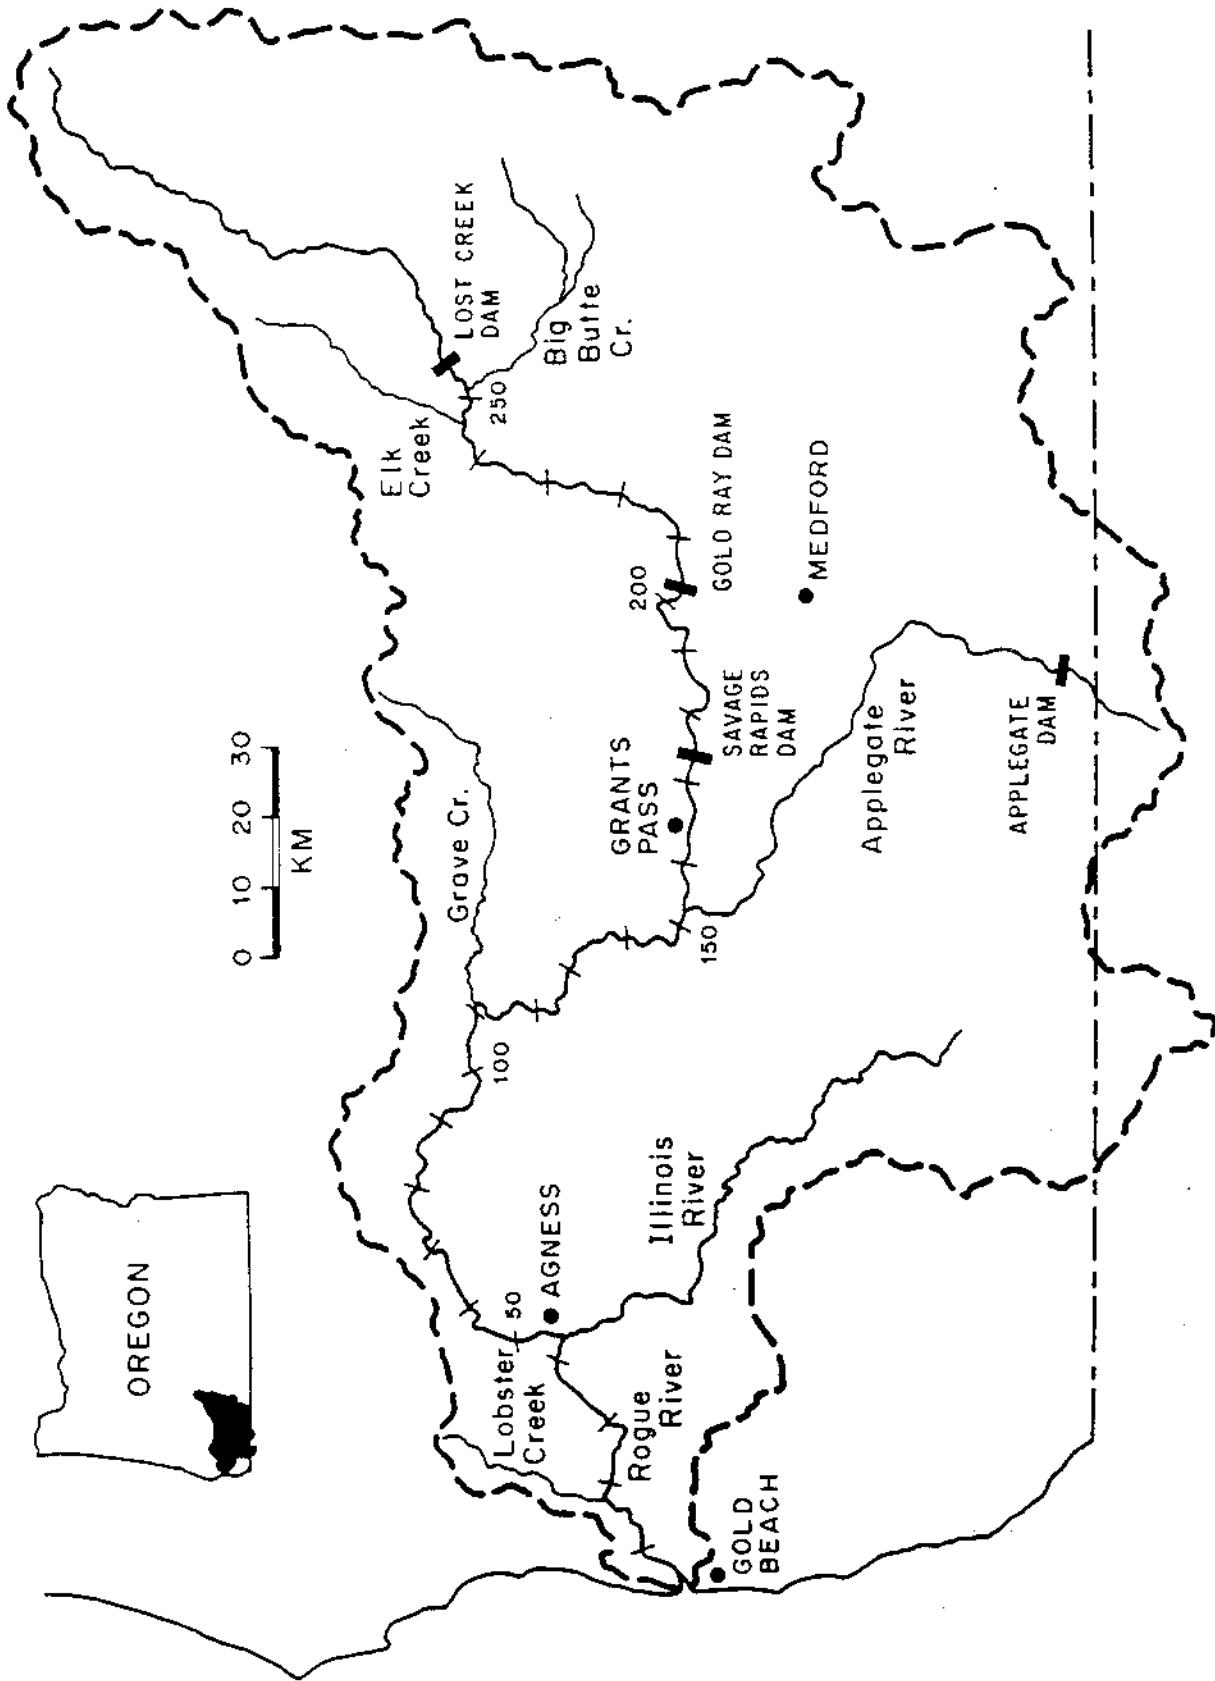 OREGON
0 10 20 30
KM
Elk
Creek
LOST CREEK
DAM
250
Big
Butte
Cr.
Grave Cr.
200
GOLD RAY DAM
MEDFORD
GRANTS
PASS
SAVAGE
RAPIDS
DAM
Applegate
River
APPLEGATE
DAM
150
100
Illinois
River
AGNESS
50
Lobster
Creek
Rogue
River
GOLD
BEACH